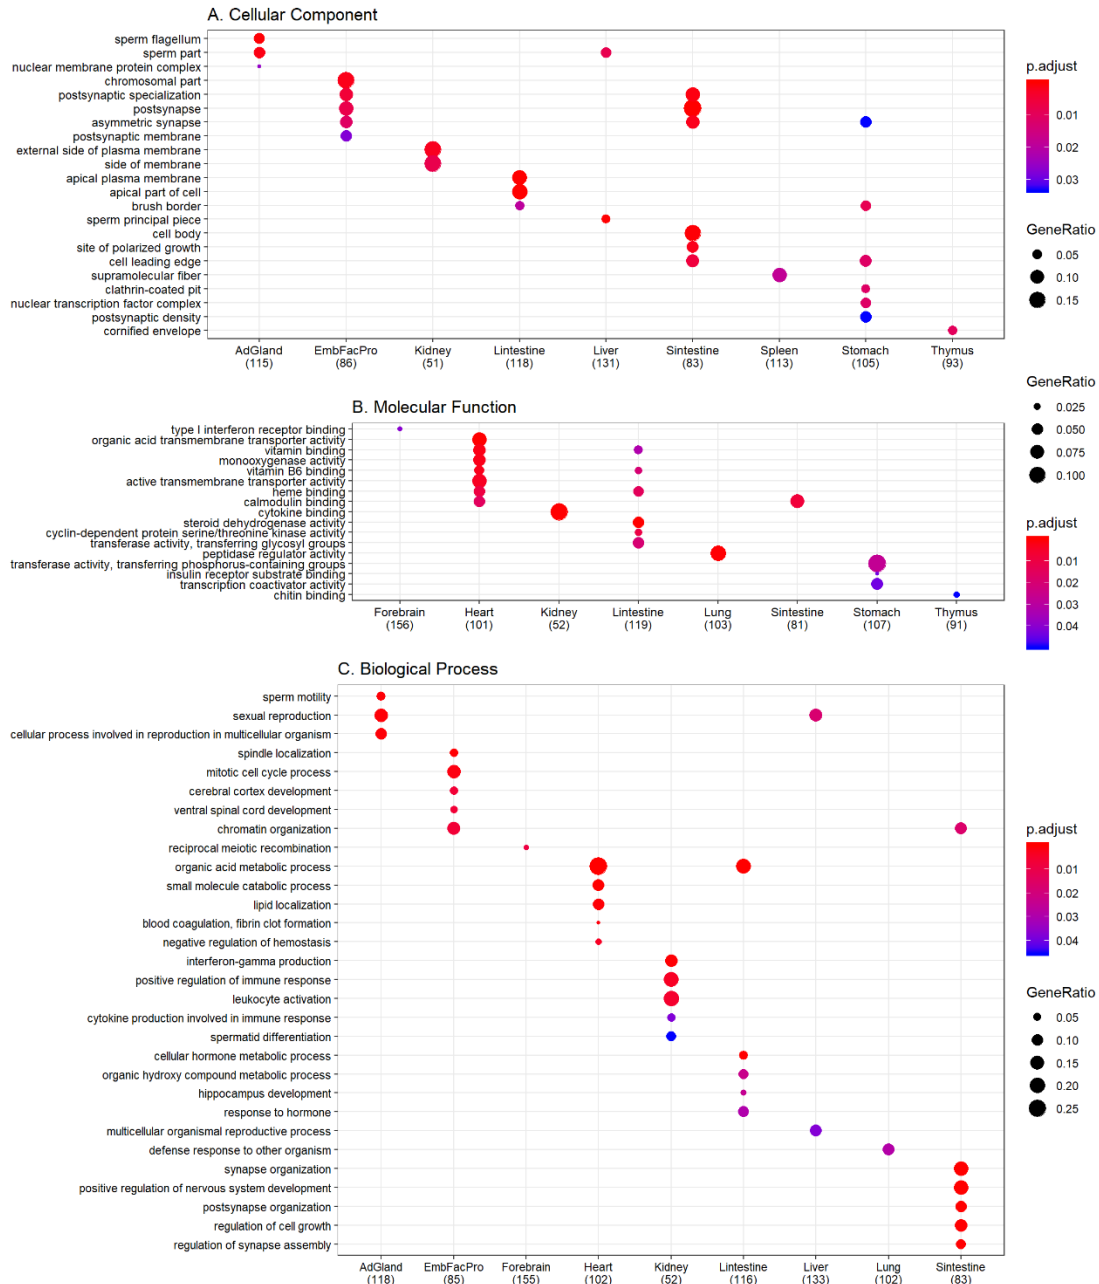 A. Cellular Component
sperm flagellum
sperm part
nuclear membrane protein complex
chromosomal part
postsynaptic specialization
postsynapse
asymmetric synapse
postsynaptic membrane
external side of plasma membrane
side of membrane
apical plasma membrane
apical part of cell
brush border
sperm principal piece
cell body
site of polarized growth
cell leading edge
supramolecular fiber
clathrin-coated pit
nuclear transcription factor complex
postsynaptic density
cornified envelope
AdGland EmbFacPro Kidney Lintestine Liver Sintestine Spleen Stomach Thymus
(115) (86) (51) (118) (131) (83) (113) (105) (93)
p.adjust
0.01
0.02
0.03
GeneRatio
0.05
0.10
0.15
B. Molecular Function
type I interferon receptor binding
organic acid transmembrane transporter activity
vitamin binding
monooxygenase activity
vitamin B6 binding
active transmembrane transporter activity
heme binding
calmodulin binding
cytokine binding
steroid dehydrogenase activity
cyclin-dependent protein serine/threonine kinase activity
transferase activity, transferring glycosyl groups
peptidase regulator activity
transferase activity, transferring phosphorus-containing groups
insulin receptor substrate binding
transcription coactivator activity
chitin binding
Forebrain Heart Kidney Lintestine Lung Sintestine Stomach Thymus
(156) (101) (52) (119) (103) (81) (107) (91)
GeneRatio
0.025
0.050
0.075
0.100
p.adjust
0.01
0.02
0.03
0.04
C. Biological Process
sperm motility
sexual reproduction
cellular process involved in reproduction in multicellular organism
spindle localization
mitotic cell cycle process
cerebral cortex development
ventral spinal cord development
chromatin organization
reciprocal meiotic recombination
organic acid metabolic process
small molecule catabolic process
lipid localization
blood coagulation, fibrin clot formation
negative regulation of hemostasis
interferon-gamma production
positive regulation of immune response
leukocyte activation
cytokine production involved in immune response
spermatid differentiation
cellular hormone metabolic process
organic hydroxy compound metabolic process
hippocampus development
response to hormone
multicellular organismal reproductive process
defense response to other organism
synapse organization
positive regulation of nervous system development
postsynapse organization
regulation of cell growth
regulation of synapse assembly
AdGland EmbFacPro Forebrain Heart Kidney Lintestine Liver Lung Sintestine
(118) (85) (155) (102) (52) (116) (133) (102) (83)
p.adjust
0.01
0.02
0.03
0.04
GeneRatio
0.05
0.10
0.15
0.20
0.25